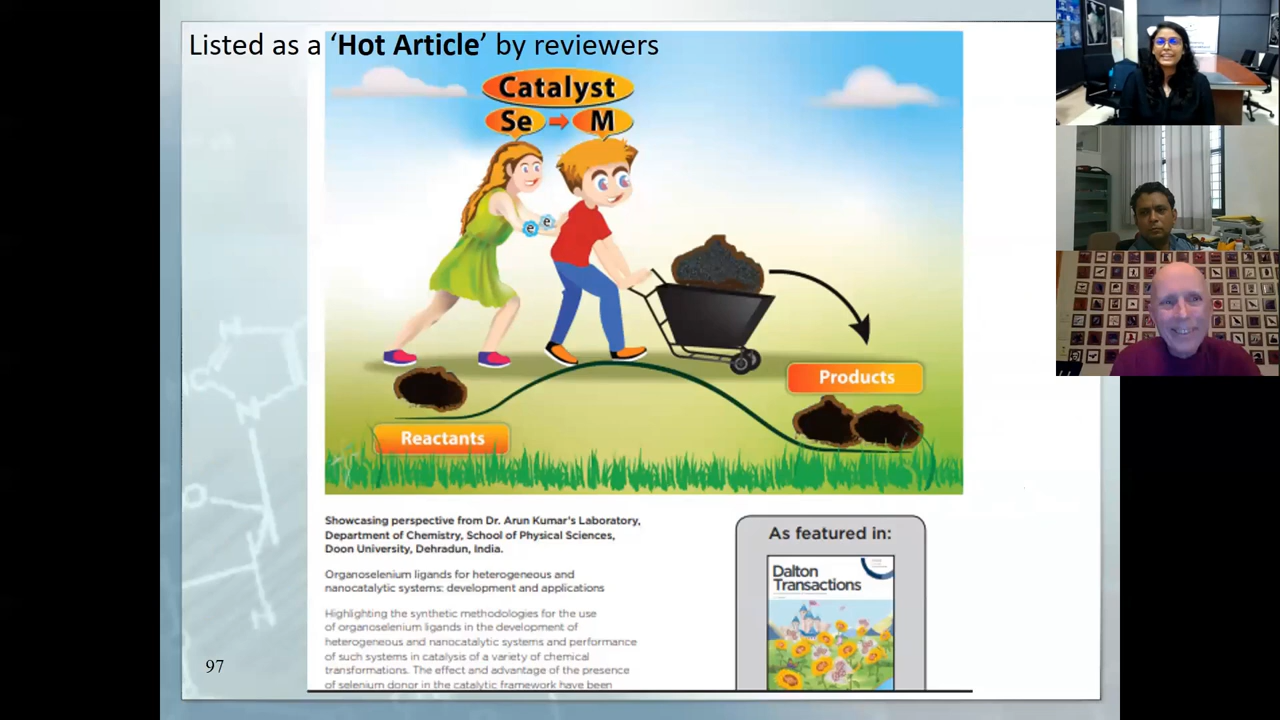 Listed as a ‘Hot Article’ by reviewers
Catalyst
Se → M
e e
Products
Reactants
Showcasing perspective from Dr. Arun Kumar's Laboratory,
Department of Chemistry, School of Physical Sciences,
Doon University, Dehradun, India.
Organoselenium ligands for heterogeneous and
nanocatalytic systems: development and applications
Highlighting the synthetic methodologies for the use
of organoselenium ligands in the development of
heterogeneous and nanocatalytic systems and performance
of such systems in catalysis of a variety of chemical
transformations. The effect and advantage of the presence
of selenium donor in the catalytic framework have been
As featured in:
Dalton
Transactions
N
N
N
97